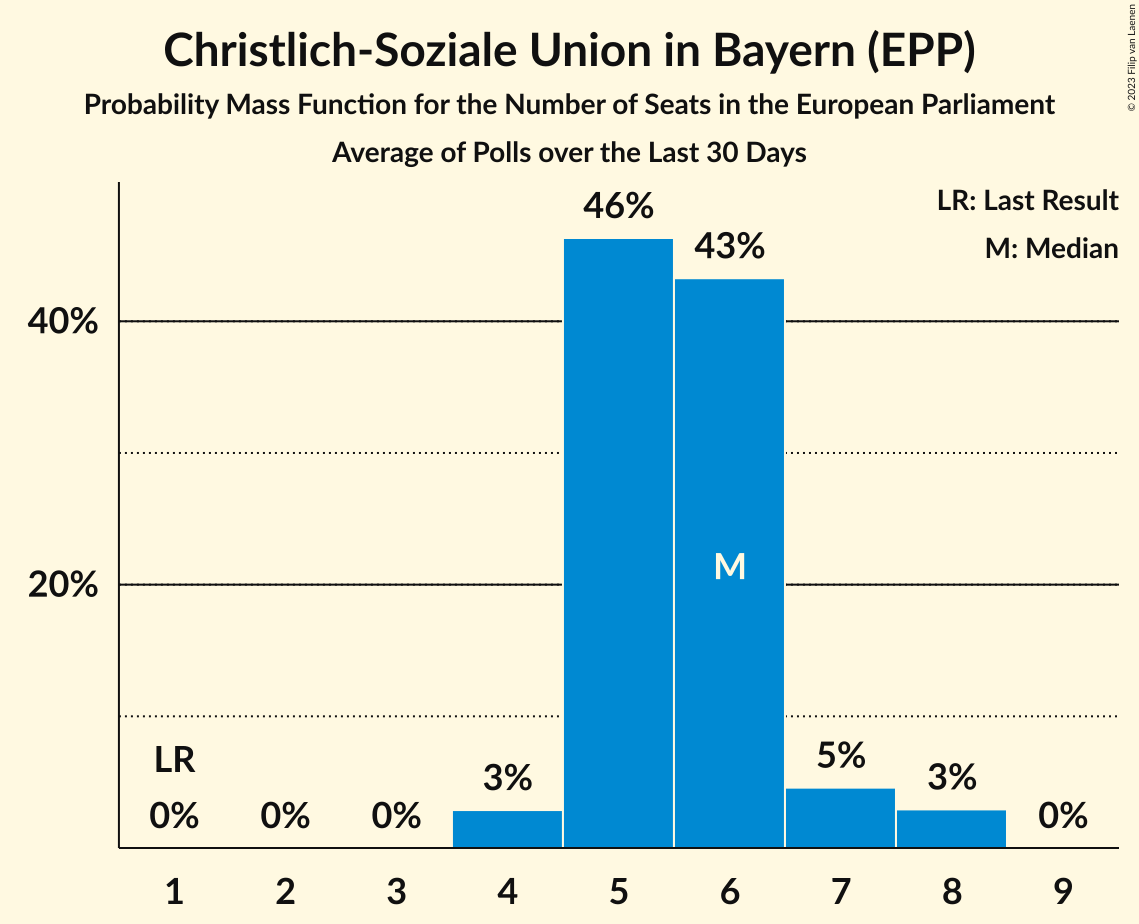 Christlich-Soziale Union in Bayern (EPP)
Probability Mass Function for the Number of Seats in the European Parliament
Average of Polls over the Last 30 Days
© 2023 Filip van Laenen
LR: Last Result
M: Median
46%
43%
40%
20%
M
LR
0%
0%
0%
3%
5%
3%
0%
1 2 3 4 5 6 7 8 9